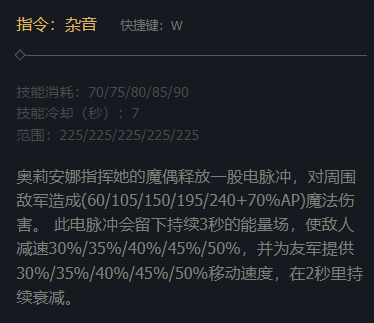 指令：杂音 快捷键：W
技能消耗：70/75/80/85/90
技能冷却（秒）：7
范围：225/225/225/225/225
奥莉安娜指挥她的魔偶释放一股电脉冲，对周围
敌军造成(60/105/150/195/240+70%AP)魔法伤
害。 此电脉冲会留下持续3秒的能量场，使敌人
减速30%/35%/40%/45%/50%，并为友军提供
30%/35%/40%/45%/50%移动速度，在2秒里持
续衰减。